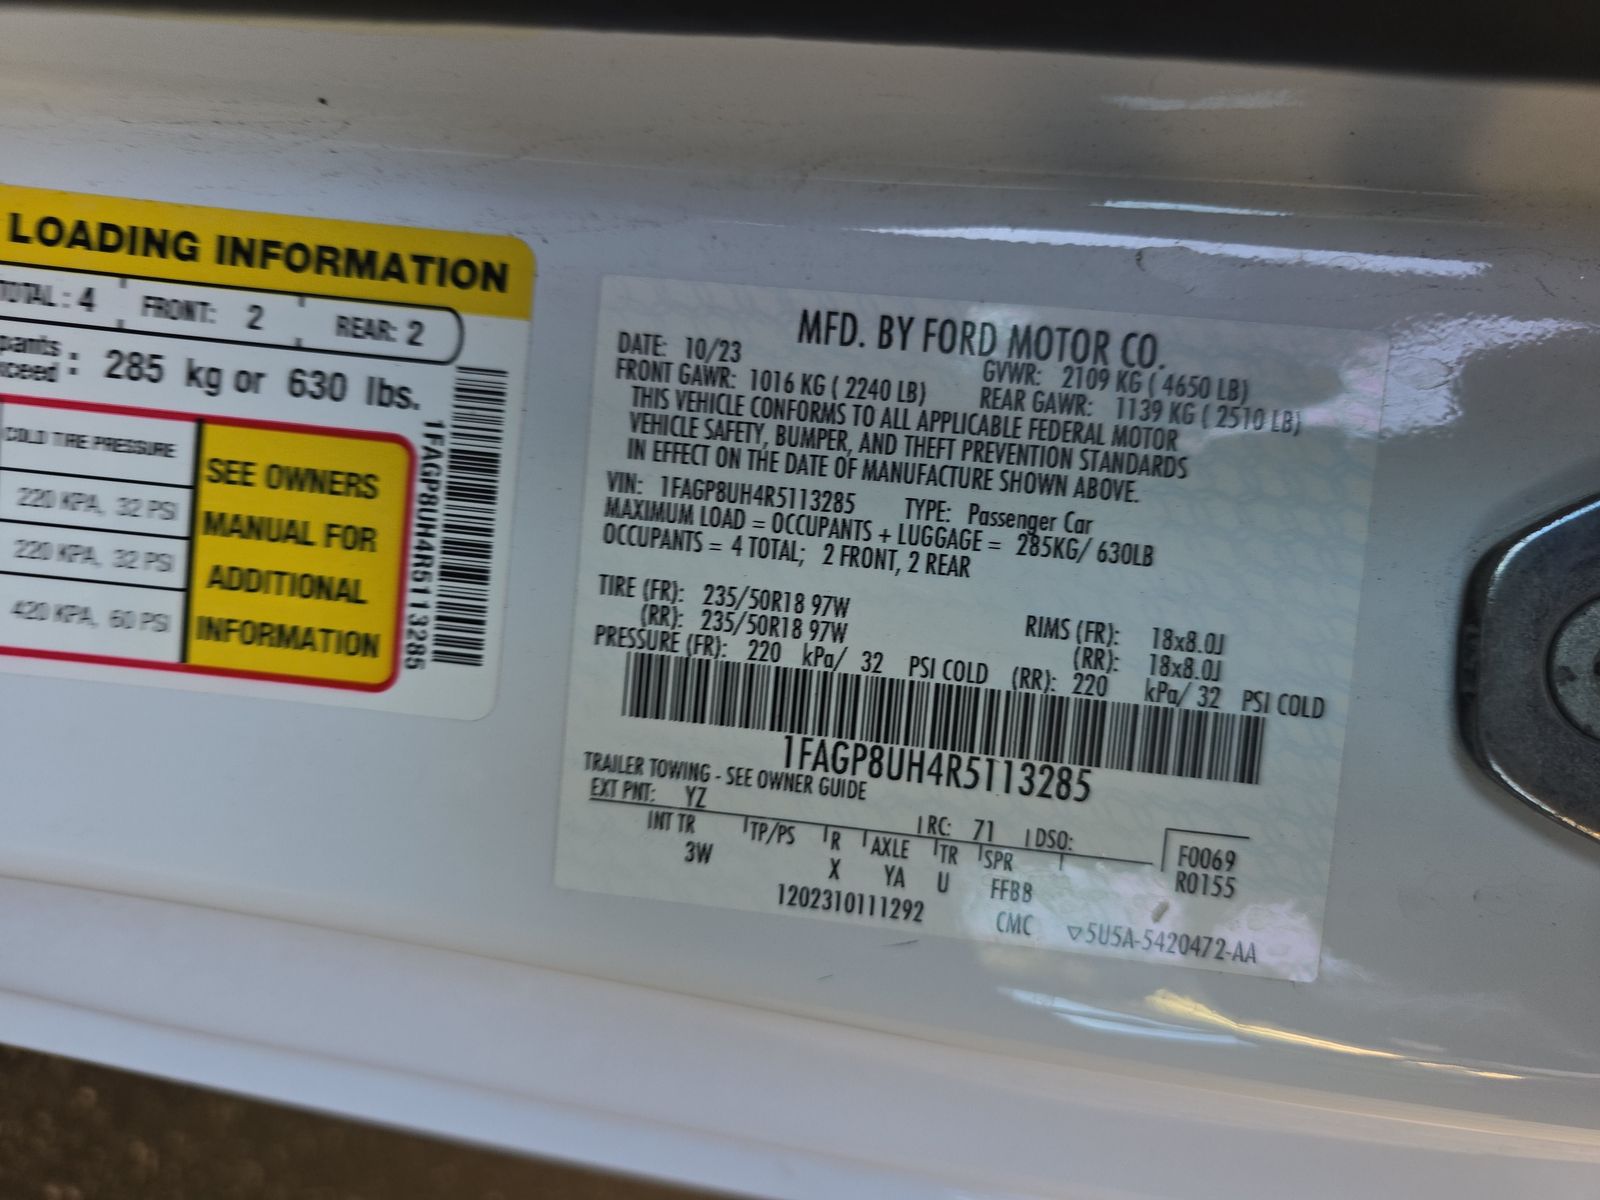 LOADING INFORMATION
TOTAL: 4 FRONT: 2 REAR: 2
pants
xceed : 285 kg or 630 lbs.
COLD TIRE PRESSURE
220 KPA, 32 PSI
220 KPA, 32 PSI
420 KPA, 60 PSI
SEE OWNERS
MANUAL FOR
ADDITIONAL
INFORMATION
1FAGP8UH4R5113285
MFD. BY FORD MOTOR CO.
DATE: 10/23 GVWR: 2109 KG ( 4650 LB)
FRONT GAWR: 1016 KG ( 2240 LB) REAR GAWR: 1139 KG ( 2510 LB)
THIS VEHICLE CONFORMS TO ALL APPLICABLE FEDERAL MOTOR
VEHICLE SAFETY, BUMPER, AND THEFT PREVENTION STANDARDS
IN EFFECT ON THE DATE OF MANUFACTURE SHOWN ABOVE.
VIN: 1FAGP8UH4R5113285 TYPE: Passenger Car
MAXIMUM LOAD = OCCUPANTS + LUGGAGE = 285KG/ 630LB
OCCUPANTS = 4 TOTAL; 2 FRONT, 2 REAR
TIRE (FR): 235/50R18 97W RIMS (FR): 18x8.0J
(RR): 235/50R18 97W (RR): 18x8.0J
PRESSURE (FR): 220 kPa/ 32 PSI COLD (RR): 220 kPa/ 32 PSI COLD
1FAGP8UH4R5113285
TRAILER TOWING - SEE OWNER GUIDE
EXT PNT: YZ RC: 71 DSO:
INT TR TP/PS R AXLE TR SPR F0069
3W X YA U FFBB R0155
1202310111292 CMC ▽5U5A-5420472-AA